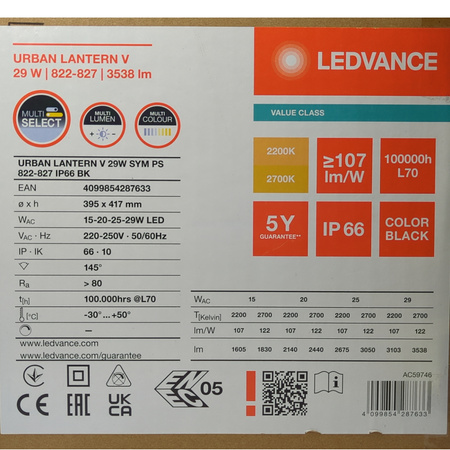 URBAN LANTERN V
29 W | 822-827 | 3538 lm
MULTI SELECT
MULTI LUMEN
MULTI COLOUR
URBAN LANTERN V 29W SYM PS
822-827 IP66 BK
EAN 4099854287633
ø x h 395 x 417 mm
WAC 15-20-25-29W LED
VAC · Hz 220-250V · 50/60Hz
IP · IK 66 · 10
145°
Ra > 80
t[h] 100.000hrs @L70
[°C] -30° ... +50°
–
www.ledvance.com
www.ledvance.com/guarantee
CE
UK CA
EAC
05
LEDVANCE
VALUE CLASS
2200K
2700K
≥107 lm/W
100000h L70
5Y GUARANTEE**
IP 66
COLOR BLACK
WAC 15 20 25 29
T[Kelvin] 2200 2700 2200 2700 2200 2700 2200 2700
lm/W 107 122 107 122 107 122 107 122
lm 1605 1830 2140 2440 2675 3050 3103 3538
!
i
AC59746
4 099854 287633